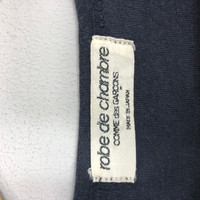 robe de chambre
COMME des GARÇONS
MADE IN JAPAN